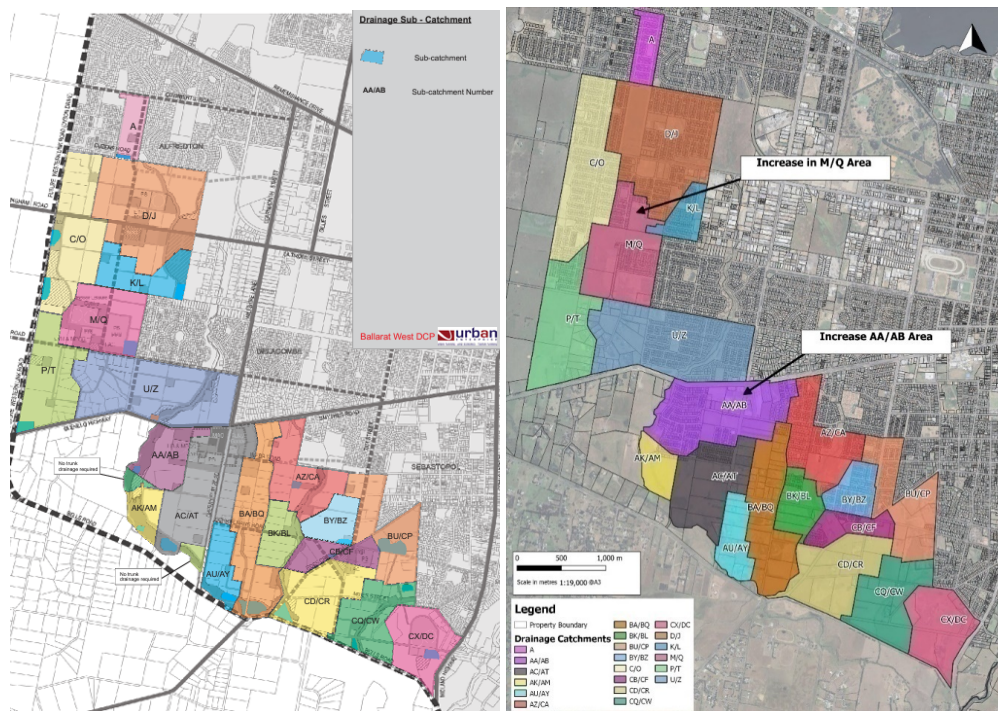 Drainage Sub - Catchment
Sub-catchment
AA/AB
Sub-catchment Number
Ballarat West DCP
urban
ENTERPRISE
A
ALFREDTON
D/J
C/O
K/L
M/Q
P/T
U/Z
DELACOMBE
ROAD
AA/AB
No trunk
drainage required
SEBASTOPOL
AZ/CA
AK/AM
AC/AT
BA/BQ
BY/BZ
BK/BL
BU/CP
CB/CF
No trunk
drainage required
AU/AY
CD/CR
CQ/CW
CX/DC
A
D/J
Increase in M/Q Area
C/O
K/L
M/Q
P/T
U/Z
Increase AA/AB Area
AA/AB
AZ/CA
AK/AM
AC/AT
BK/BL
BY/BZ
BU/CP
BA/BQ
CB/CF
AU/AY
CD/CR
CQ/CW
CX/DC
0 500 1,000 m
Scale in metres 1:19,000 @A3
Legend
Property Boundary
Drainage Catchments
A
AA/AB
AC/AT
AK/AM
AU/AY
AZ/CA
BA/BQ
BK/BL
BU/CP
BY/BZ
C/O
CB/CF
CD/CR
CQ/CW
CX/DC
D/J
K/L
M/Q
P/T
U/Z